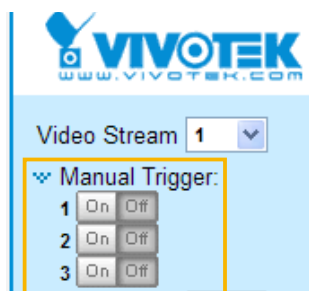 VIVOTEK
www.vivotek.com
Video Stream 1
Manual Trigger:
1 On Off
2 On Off
3 On Off